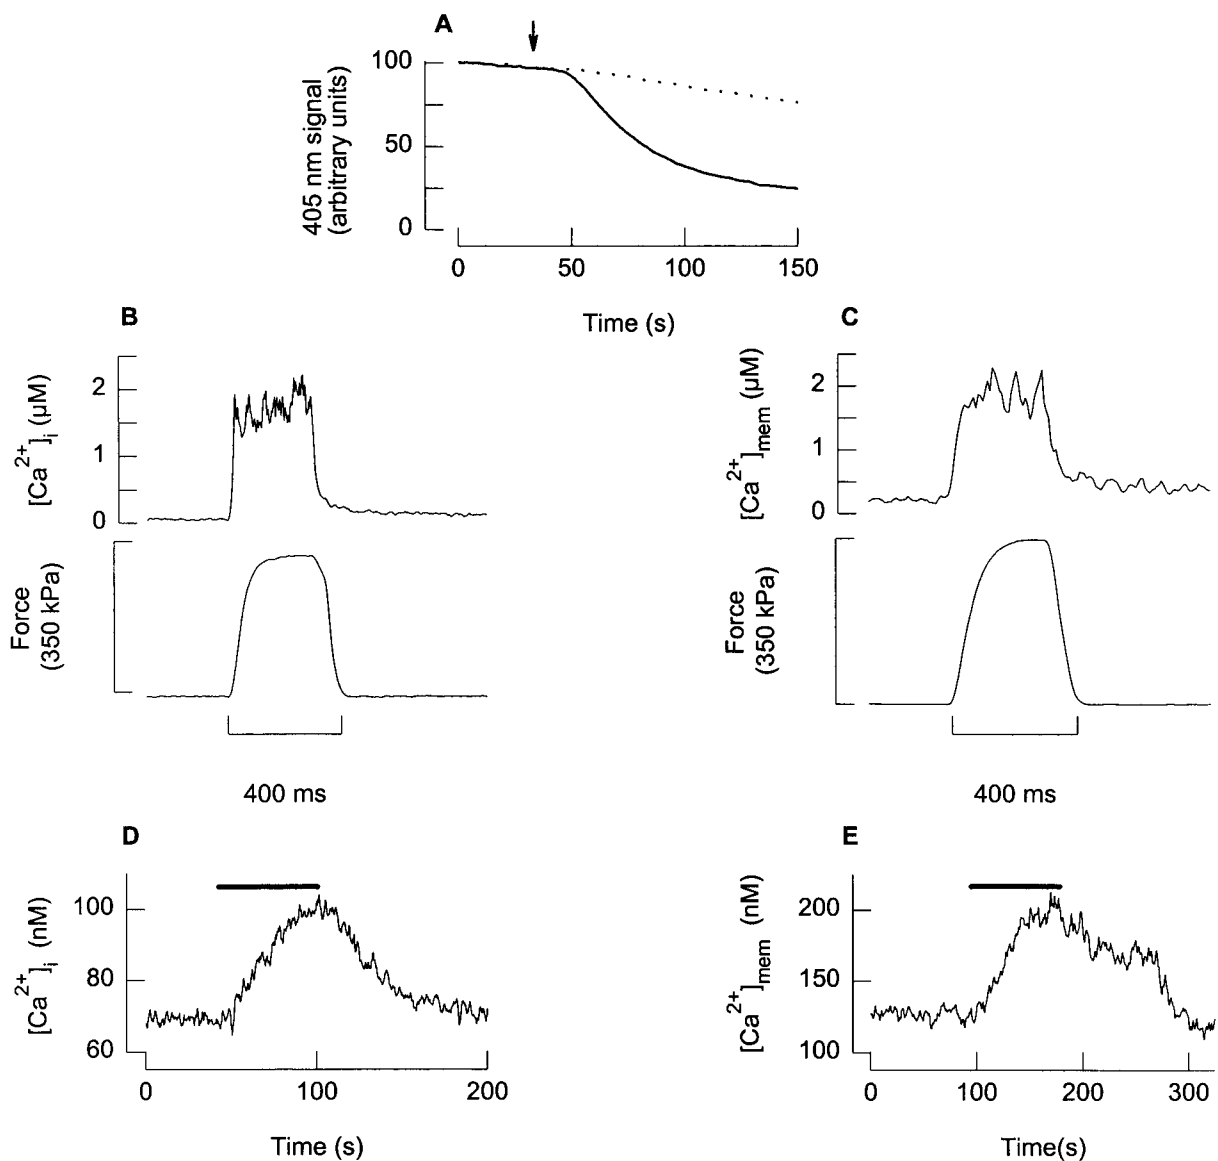 A
405 nm signal
(arbitrary units)
100
50
0
0 50 100 150
Time (s)
B
[Ca2+]i (µM)
2
1
0
Force
(350 kPa)
400 ms
C
[Ca2+]mem (µM)
2
1
0
Force
(350 kPa)
400 ms
D
[Ca2+]i (nM)
100
80
60
0 100 200
Time (s)
E
[Ca2+]mem (nM)
200
150
100
0 100 200 300
Time(s)